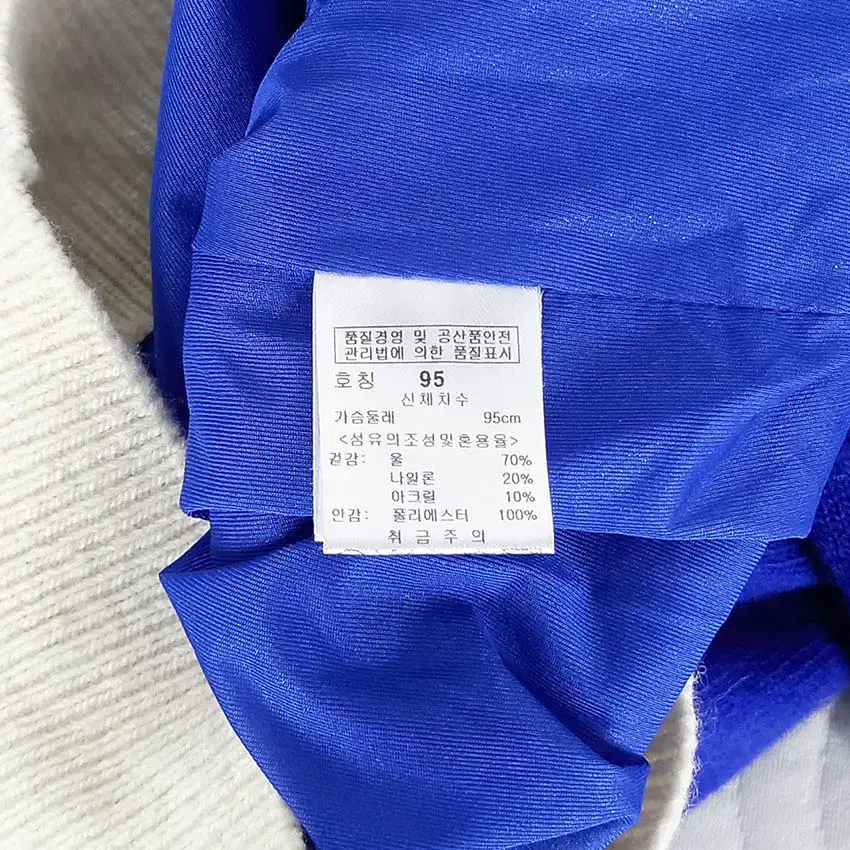 품질경영 및 공산품안전
관리법에 의한 품질표시
호칭 95
신체치수
가슴둘레 95cm
<섬유의조성및혼용율>
겉감: 울 70%
나일론 20%
아크릴 10%
안감: 폴리에스터 100%
취급주의